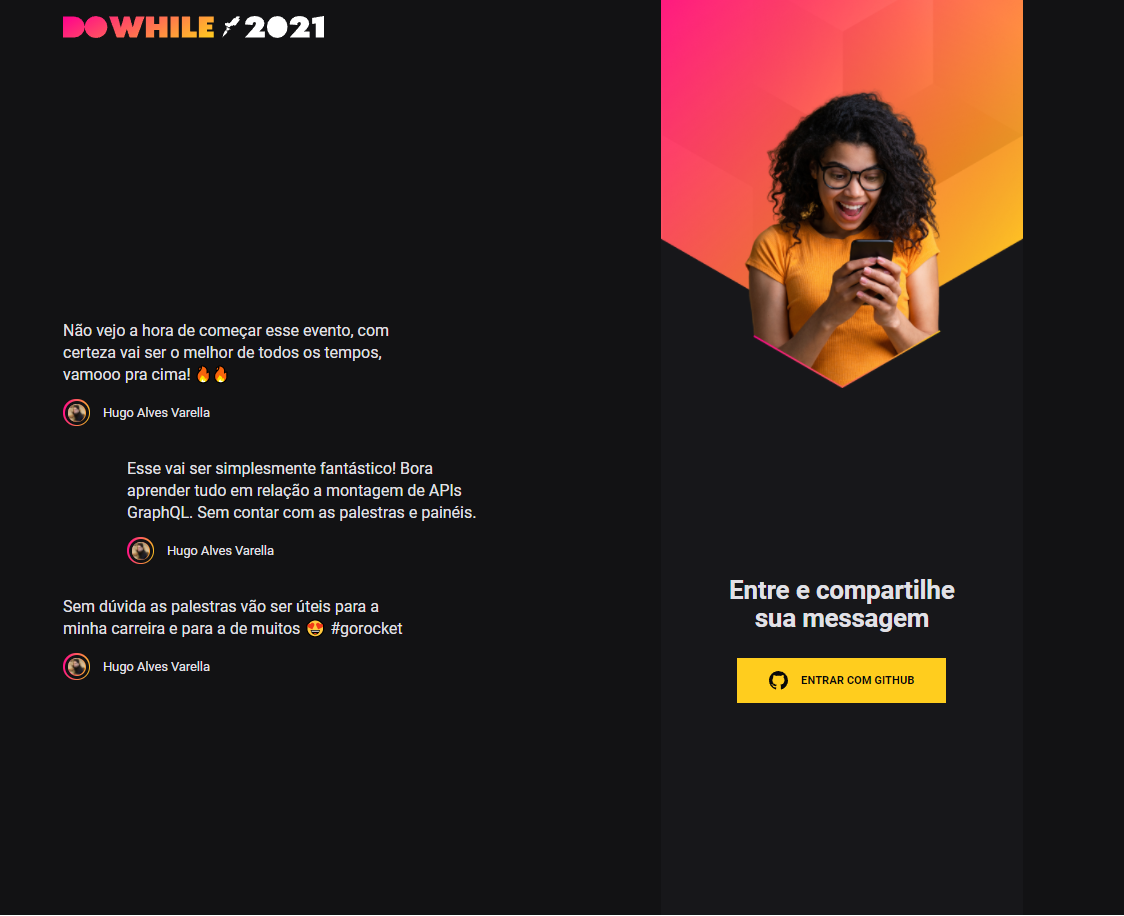 DOWHILE 2021
Não vejo a hora de começar esse evento, com
certeza vai ser o melhor de todos os tempos,
vamooo pra cima! 🔥🔥
Hugo Alves Varella
Esse vai ser simplesmente fantástico! Bora
aprender tudo em relação a montagem de APIs
GraphQL. Sem contar com as palestras e painéis.
Hugo Alves Varella
Sem dúvida as palestras vão ser úteis para a
minha carreira e para a de muitos 🤩 #gorocket
Hugo Alves Varella
Entre e compartilhe
sua messagem
ENTRAR COM GITHUB